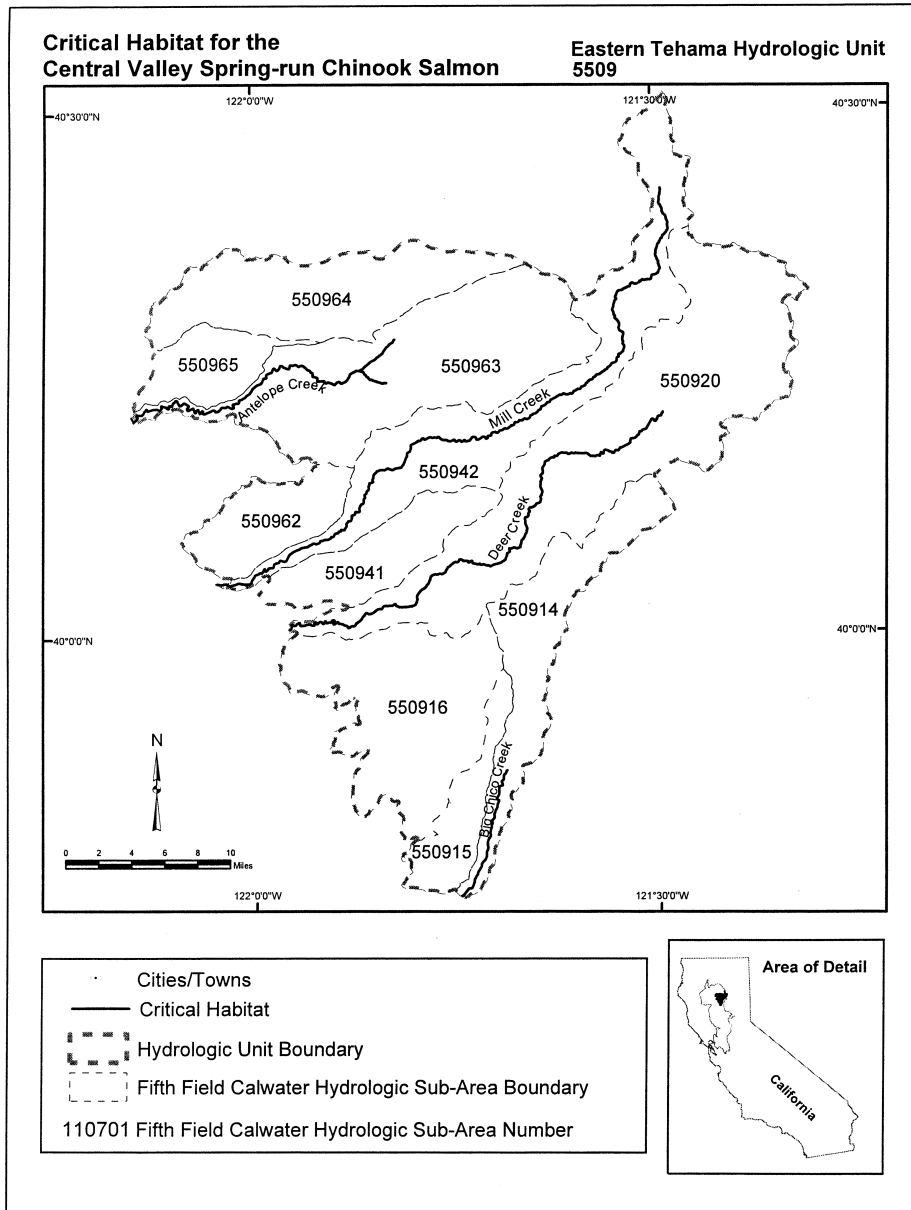 Critical Habitat for the
Central Valley Spring-run Chinook Salmon
Eastern Tehama Hydrologic Unit
5509
122°0'0"W
121°30'0"W
40°30'0"N
40°30'0"N
550964
550965
550963
Antelope Creek
550920
Mill Creek
550942
550962
Deer Creek
550941
550914
40°0'0"N
40°0'0"N
550916
N
Big Chico Creek
550915
0 2 4 6 8 10
Miles
122°0'0"W
121°30'0"W
Cities/Towns
Critical Habitat
Hydrologic Unit Boundary
Fifth Field Calwater Hydrologic Sub-Area Boundary
110701 Fifth Field Calwater Hydrologic Sub-Area Number
Area of Detail
California